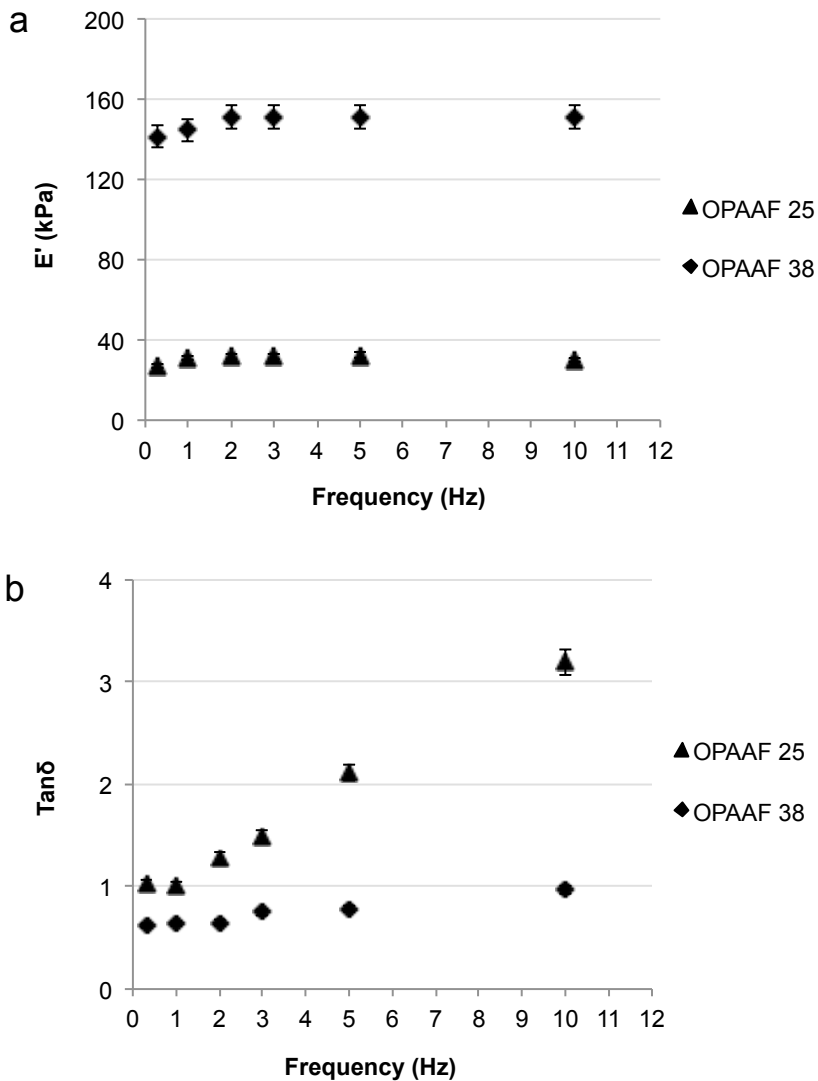 a
200
160
120
80
40
0
E' (kPa)
0 1 2 3 4 5 6 7 8 9 10 11 12
Frequency (Hz)
OPAAF 25
OPAAF 38
b
4
3
2
1
0
Tanδ
0 1 2 3 4 5 6 7 8 9 10 11 12
Frequency (Hz)
OPAAF 25
OPAAF 38